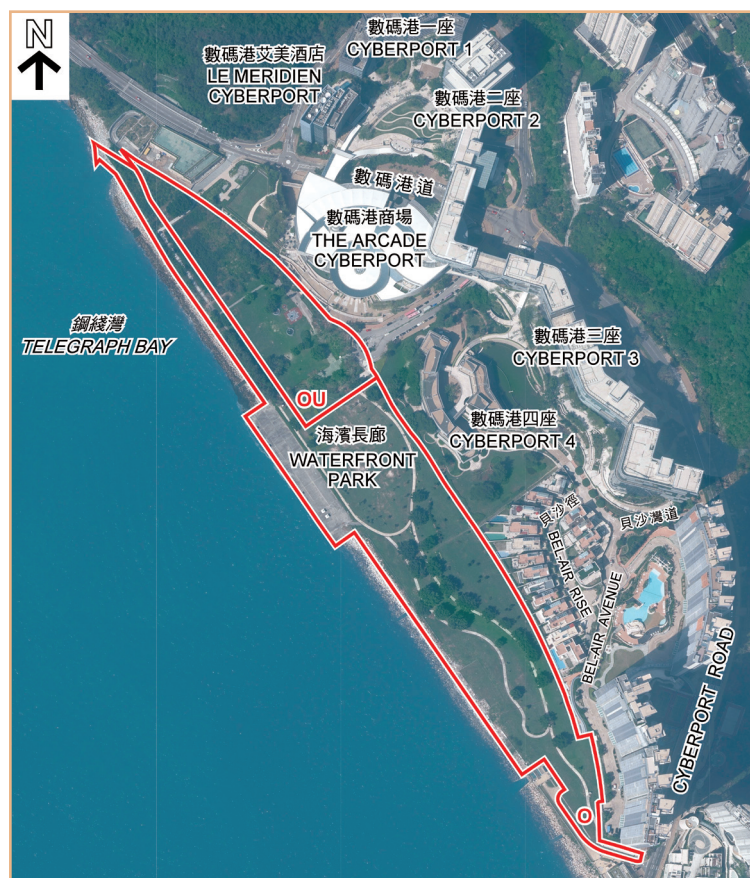 N
數碼港一座
CYBERPORT 1
數碼港艾美酒店
LE MERIDIEN
CYBERPORT
數碼港二座
CYBERPORT 2
數碼港道
數碼港商場
THE ARCADE
CYBERPORT
鋼綫灣
TELEGRAPH BAY
數碼港三座
CYBERPORT 3
OU
數碼港四座
CYBERPORT 4
海濱長廊
WATERFRONT
PARK
貝沙徑
BEL-AIR RISE
貝沙灣道
BEL-AIR AVENUE
CYBERPORT ROAD
O